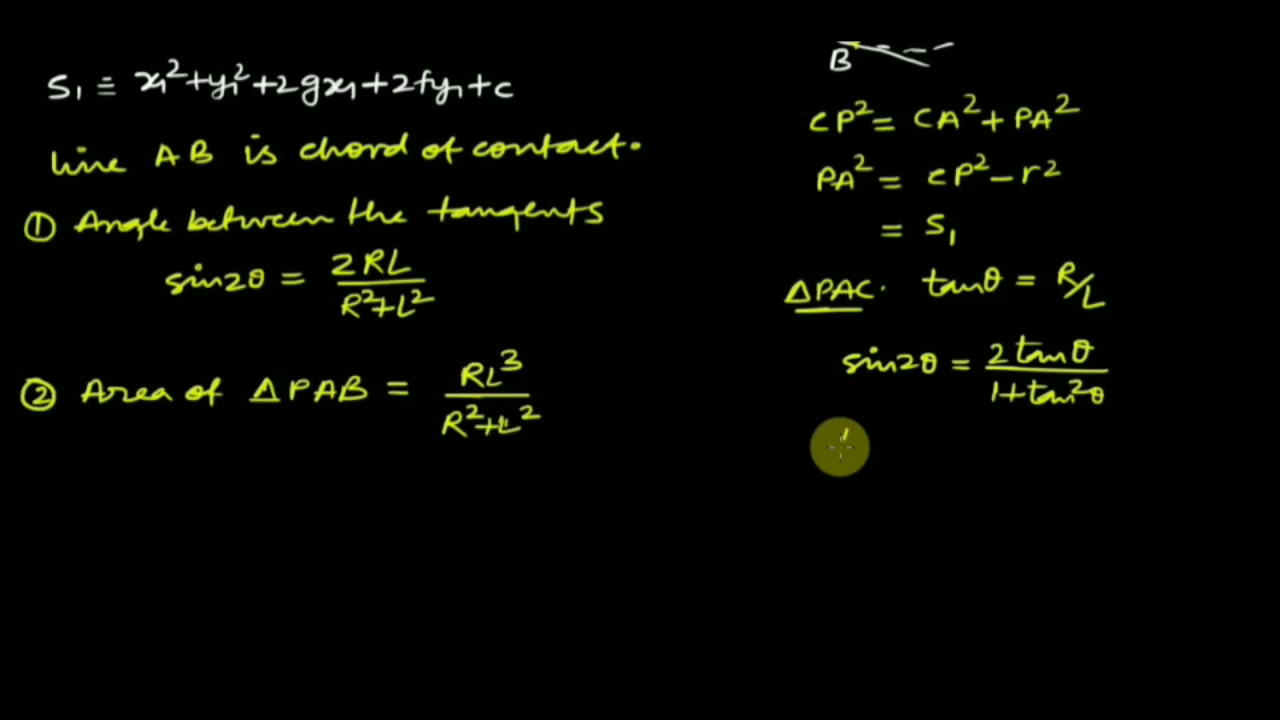 S₁ ≡ x₁²+y₁²+2gx₁+2fy₁+c
line AB is chord of contact.
① Angle between the tangents
sin2θ = 2RL / R²+L²
② Area of ΔPAB = RL³ / R²+L²
B
CP² = CA²+PA²
PA² = CP²-r²
= S₁
ΔPAC. tanθ = R/L
sin2θ = 2tanθ / 1+tan²θ